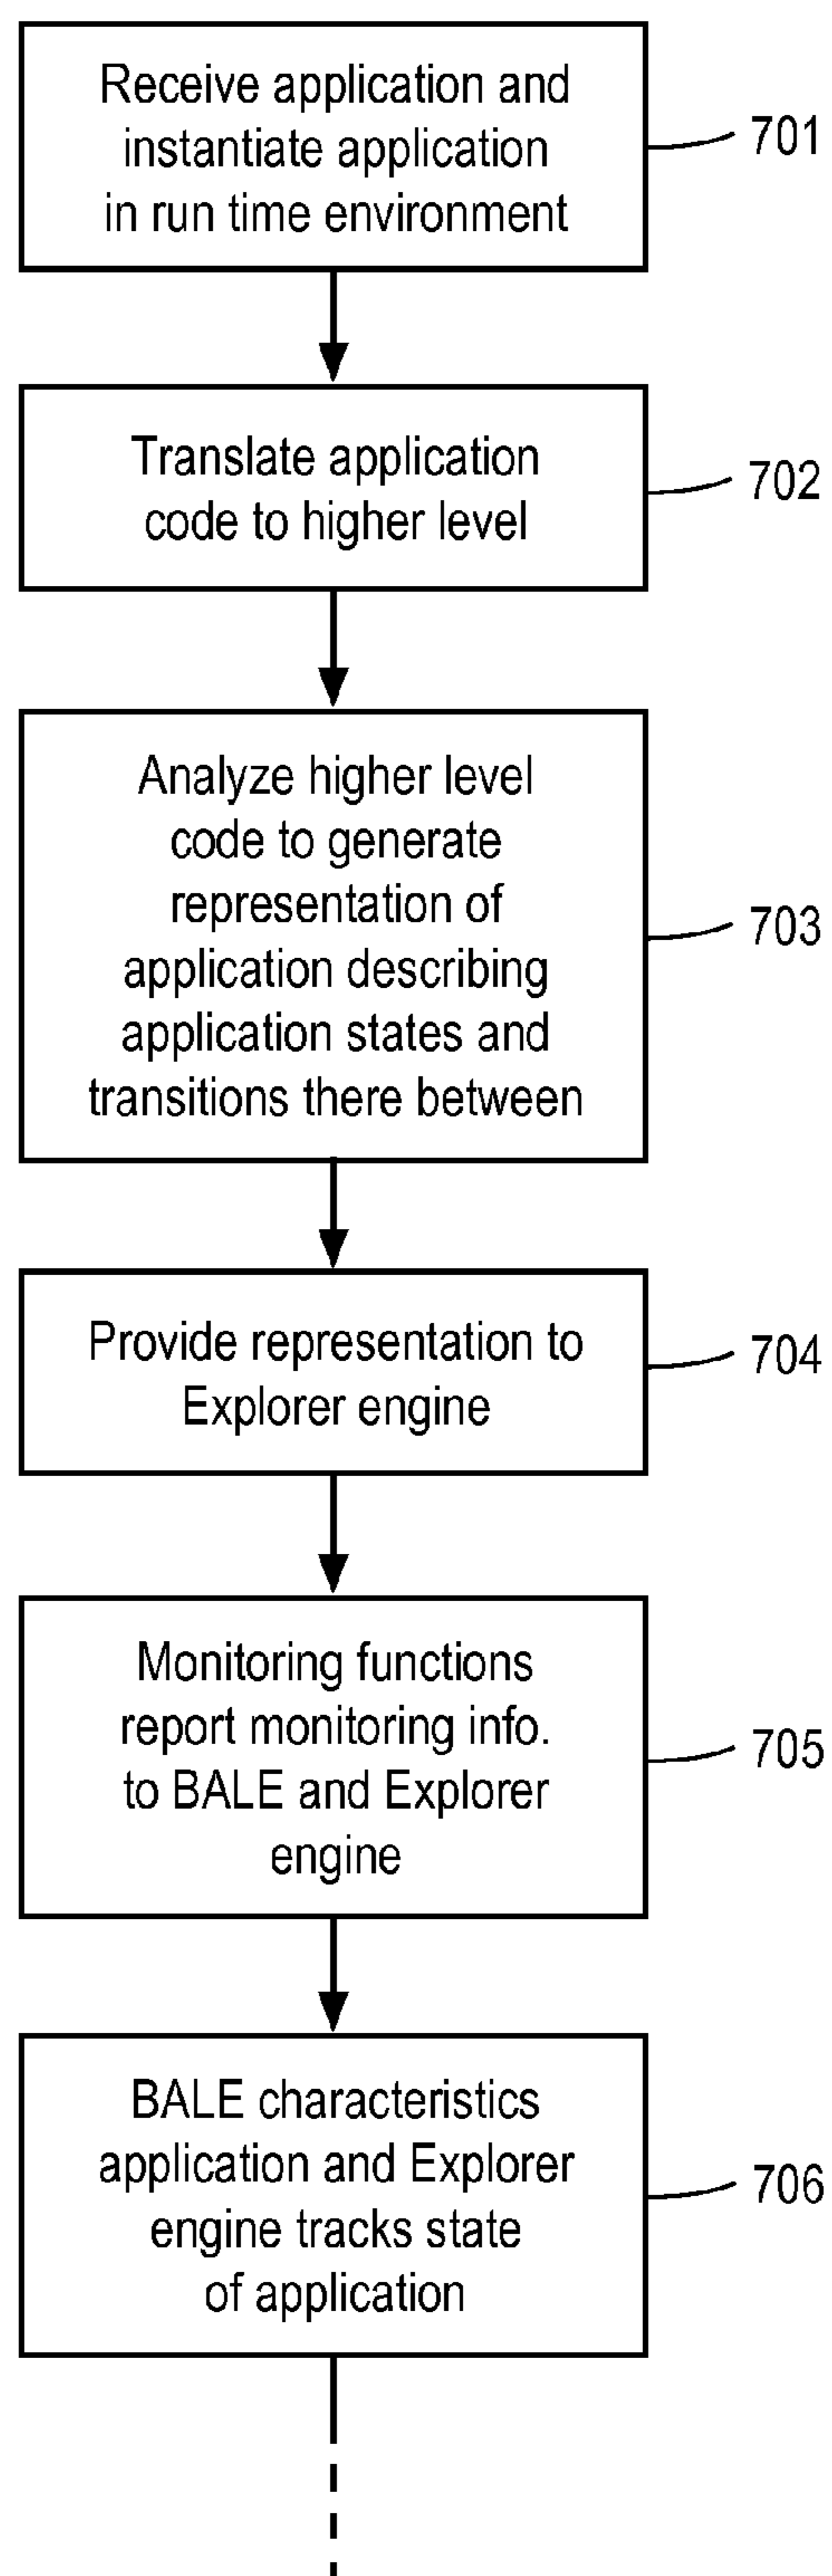 Receive application and
instantiate application
in run time environment
701
Translate application
code to higher level
702
Analyze higher level
code to generate
representation of
application describing
application states and
transitions there between
703
Provide representation to
Explorer engine
704
Monitoring functions
report monitoring info.
to BALE and Explorer
engine
705
BALE characteristics
application and Explorer
engine tracks state
of application
706